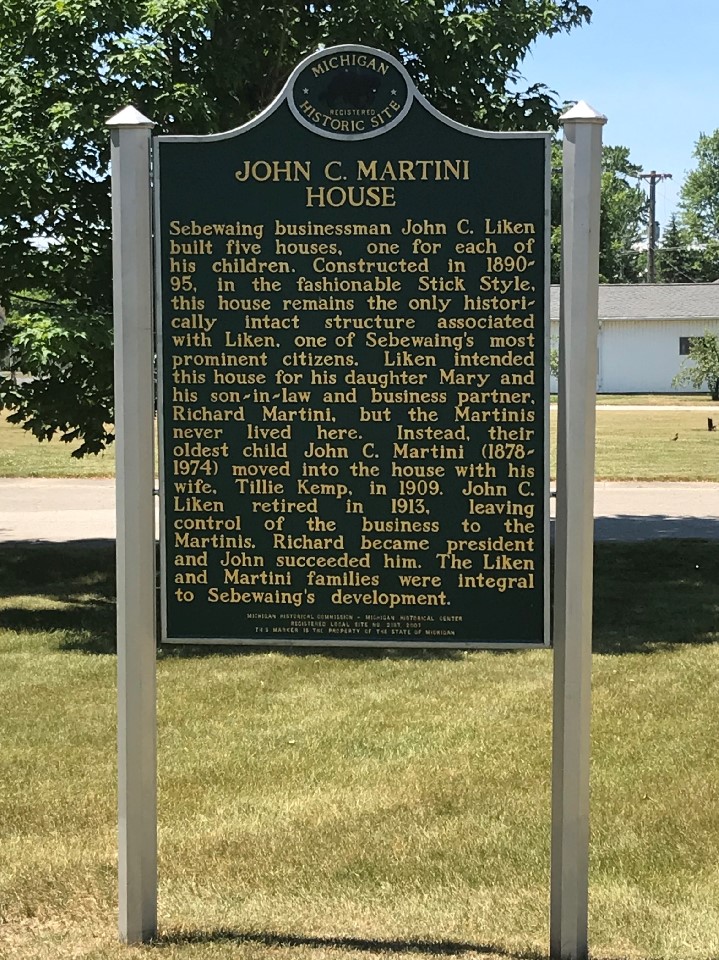 MICHIGAN
REGISTERED
HISTORIC SITE
JOHN C. MARTINI
HOUSE
Sebewaing businessman John C. Liken
built five houses, one for each of
his children. Constructed in 1890-
95, in the fashionable Stick Style,
this house remains the only histori-
cally intact structure associated
with Liken, one of Sebewaing's most
prominent citizens. Liken intended
this house for his daughter Mary and
his son-in-law and business partner,
Richard Martini, but the Martinis
never lived here. Instead, their
oldest child John C. Martini (1878-
1974) moved into the house with his
wife, Tillie Kemp, in 1909. John C.
Liken retired in 1913, leaving
control of the business to the
Martinis. Richard became president
and John succeeded him. The Liken
and Martini families were integral
to Sebewaing's development.
MICHIGAN HISTORICAL COMMISSION - MICHIGAN HISTORICAL CENTER
REGISTERED LOCAL SITE NO.
THIS MARKER IS THE PROPERTY OF THE STATE OF MICHIGAN